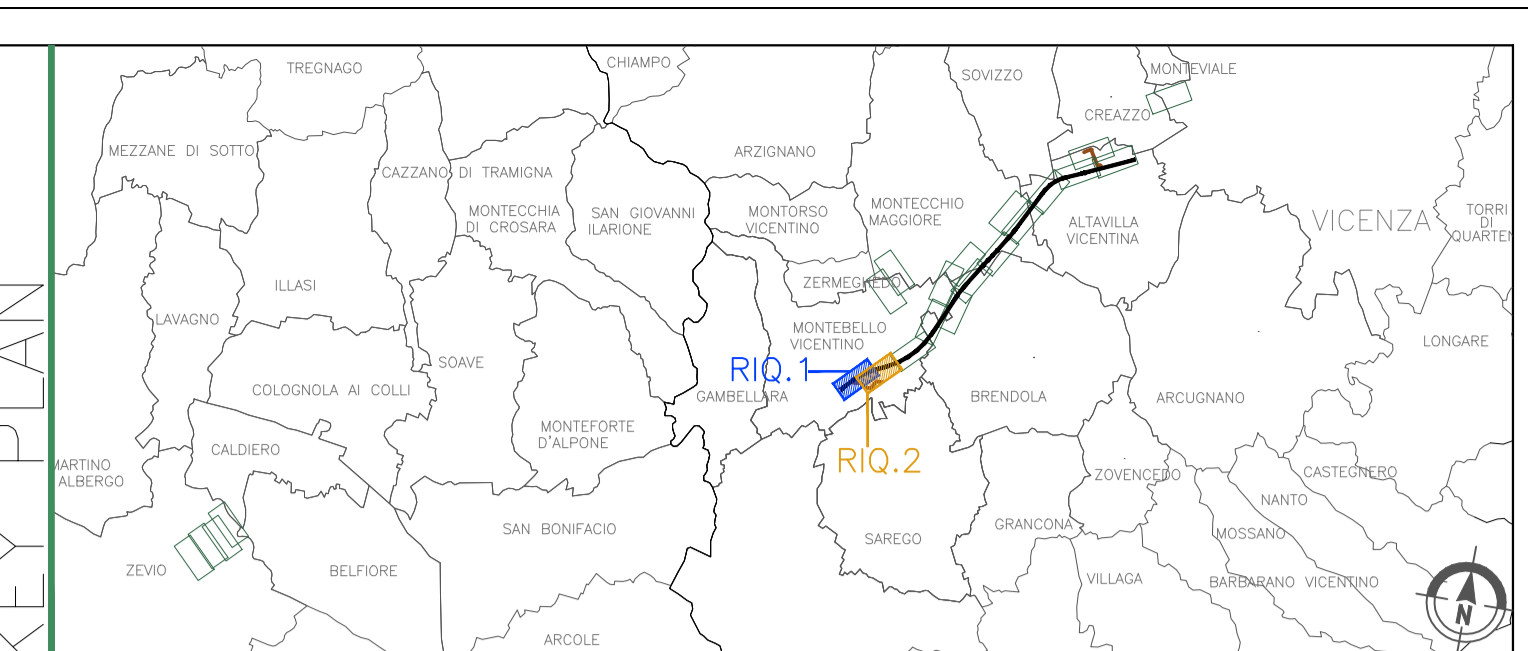 KEY PLAN
TREGNAGO
CHIAMPO
SOVIZZO
MONTEVIALE
CREAZZO
MEZZANE DI SOTTO
ARZIGNANO
CAZZANO DI TRAMIGNA
MONTECCHIA
DI CROSARA
SAN GIOVANNI
ILARIONE
MONTORSO
VICENTINO
MONTECCHIO
MAGGIORE
ALTAVILLA
VICENTINA
VICENZA
TORRI
DI
QUARTE
ILLASI
ZERMEGHEDO
LAVAGNO
MONTEBELLO
VICENTINO
LONGARE
SOAVE
RIQ.1
COLOGNOLA AI COLLI
GAMBELLARA
BRENDOLA
ARCUGNANO
MONTEFORTE
D'ALPONE
CALDIERO
RIQ.2
MARTINO
ALBERGO
ZOVENCEDO
CASTEGNERO
NANTO
SAN BONIFACIO
SAREGO
GRANCONA
MOSSANO
ZEVIO
BELFIORE
VILLAGA
BARBARANO VICENTINO
N
ARCOLE